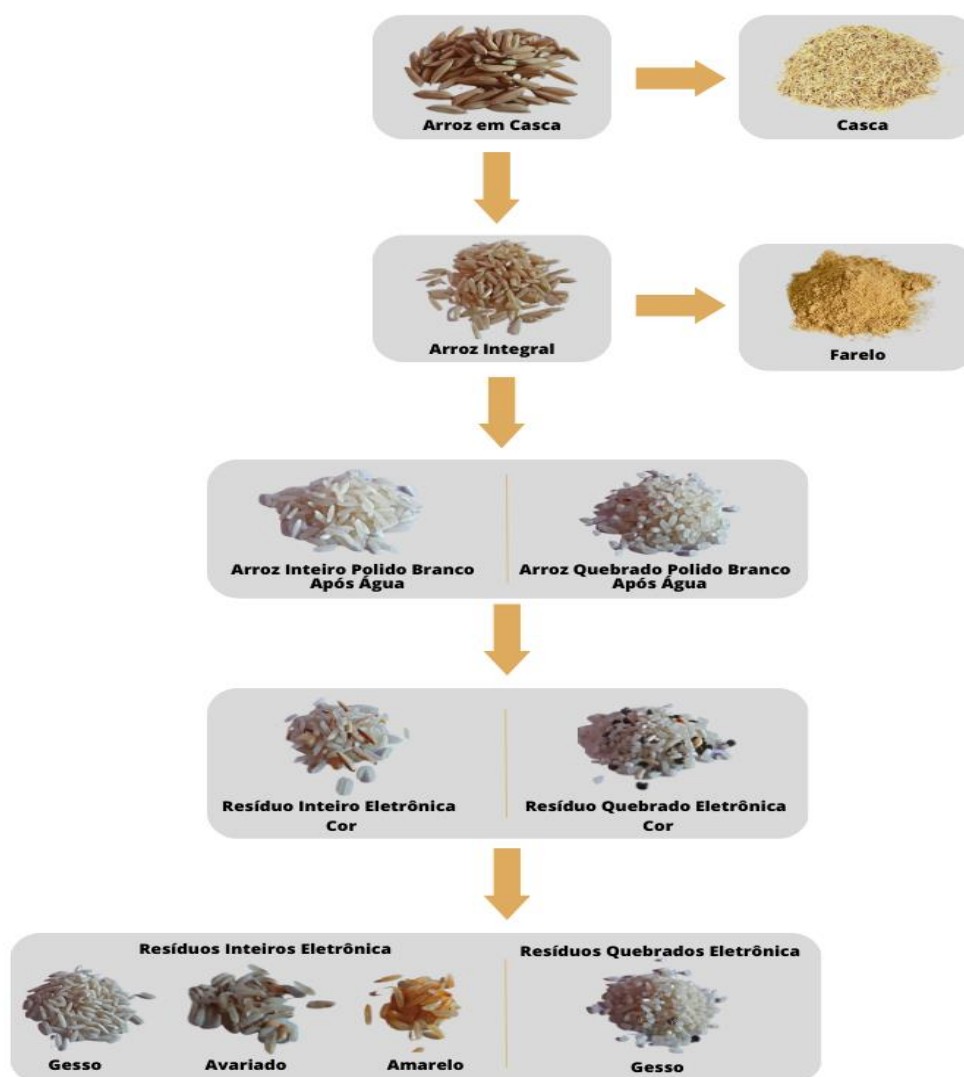 Arroz em Casca
Casca
Arroz Integral
Farelo
Arroz Inteiro Polido Branco
Após Água
Arroz Quebrado Polido Branco
Após Água
Resíduo Inteiro Eletrônica
Cor
Resíduo Quebrado Eletrônica
Cor
Resíduos Inteiros Eletrônica
Gesso
Avariado
Amarelo
Resíduos Quebrados Eletrônica
Gesso